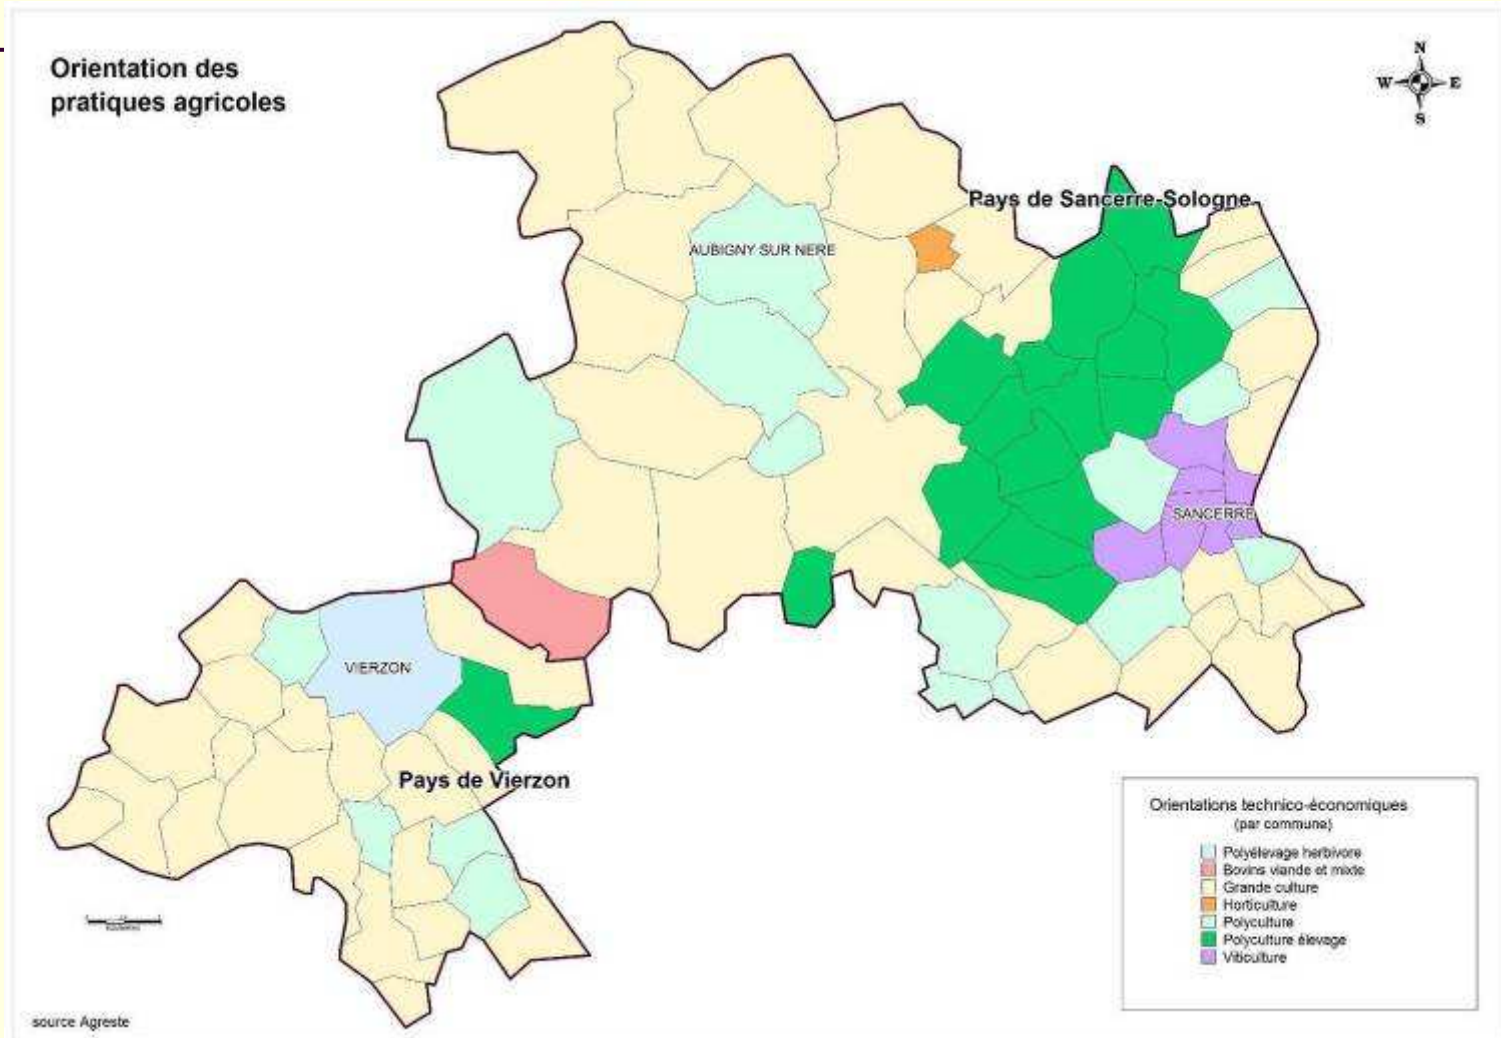 Orientation des
pratiques agricoles
N
W E
S
Pays de Sancerre-Sologne
AUBIGNY SUR NERE
SANCERRE
VIERZON
Pays de Vierzon
Orientations technico-économiques
(par commune)
Polyélevage herbivore
Bovins viande et mixte
Grande culture
Horticulture
Polyculture
Polyculture élevage
Viticulture
source Agreste